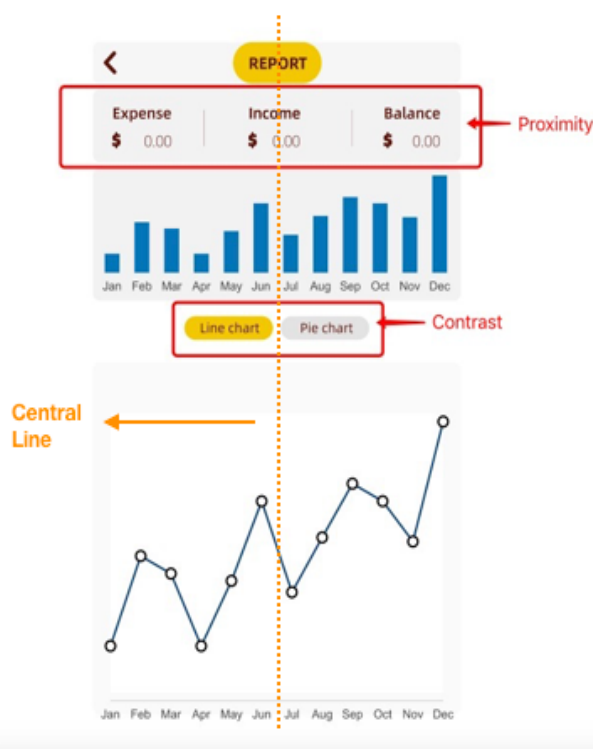 REPORT
Expense Income Balance
$ 0.00 $ 0.00 $ 0.00
Proximity
Jan Feb Mar Apr May Jun Jul Aug Sep Oct Nov Dec
Line chart Pie chart
Contrast
Central
Line
Jan Feb Mar Apr May Jun Jul Aug Sep Oct Nov Dec